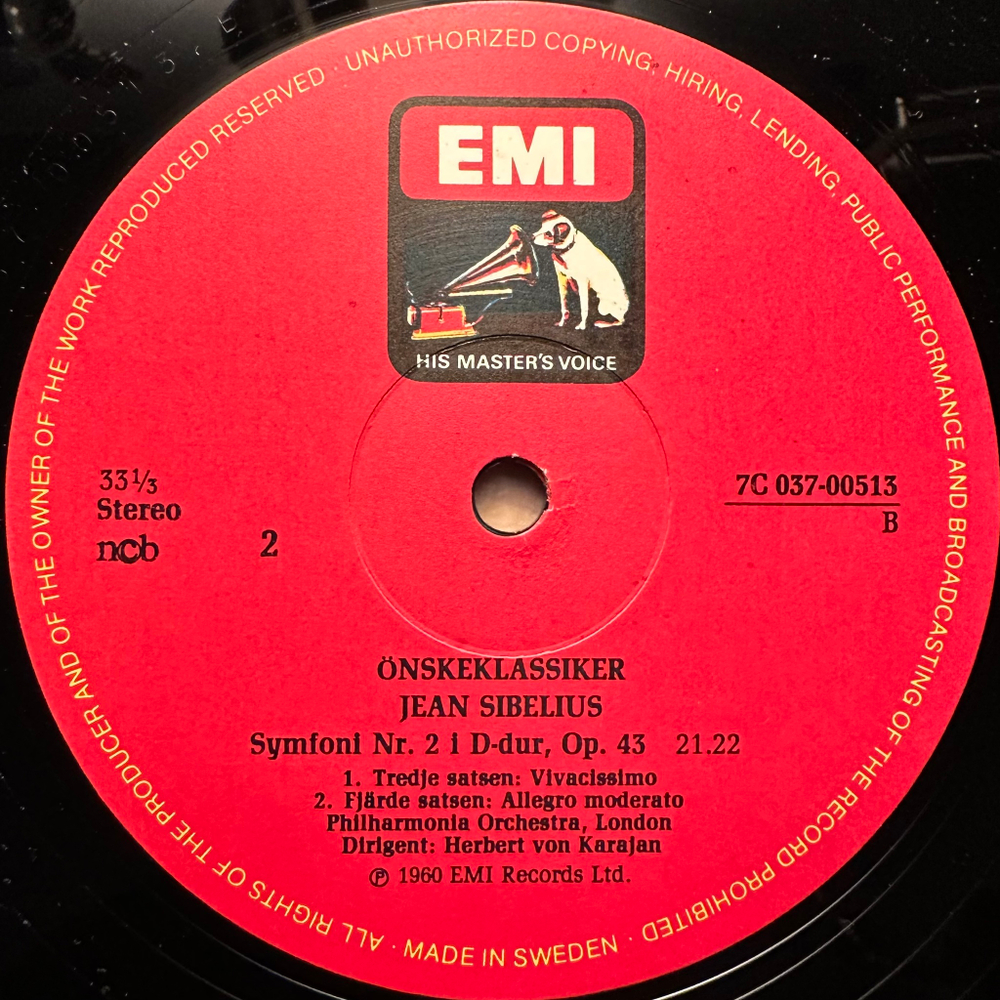 ALL RIGHTS OF THE PRODUCER AND OF THE OWNER OF THE WORK REPRODUCED RESERVED · UNAUTHORIZED COPYING, HIRING, LENDING, PUBLIC PERFORMANCE AND BROADCASTING OF THE RECORD PROHIBITED · MADE IN SWEDEN ·
EMI
HIS MASTER'S VOICE
33⅓
Stereo
ncb
2
7C 037-00513
B
ÖNSKEKLASSIKER
JEAN SIBELIUS
Symfoni Nr. 2 i D-dur, Op. 43 21.22
1. Tredje satsen: Vivacissimo
2. Fjärde satsen: Allegro moderato
Philharmonia Orchestra, London
Dirigent: Herbert von Karajan
℗ 1960 EMI Records Ltd.